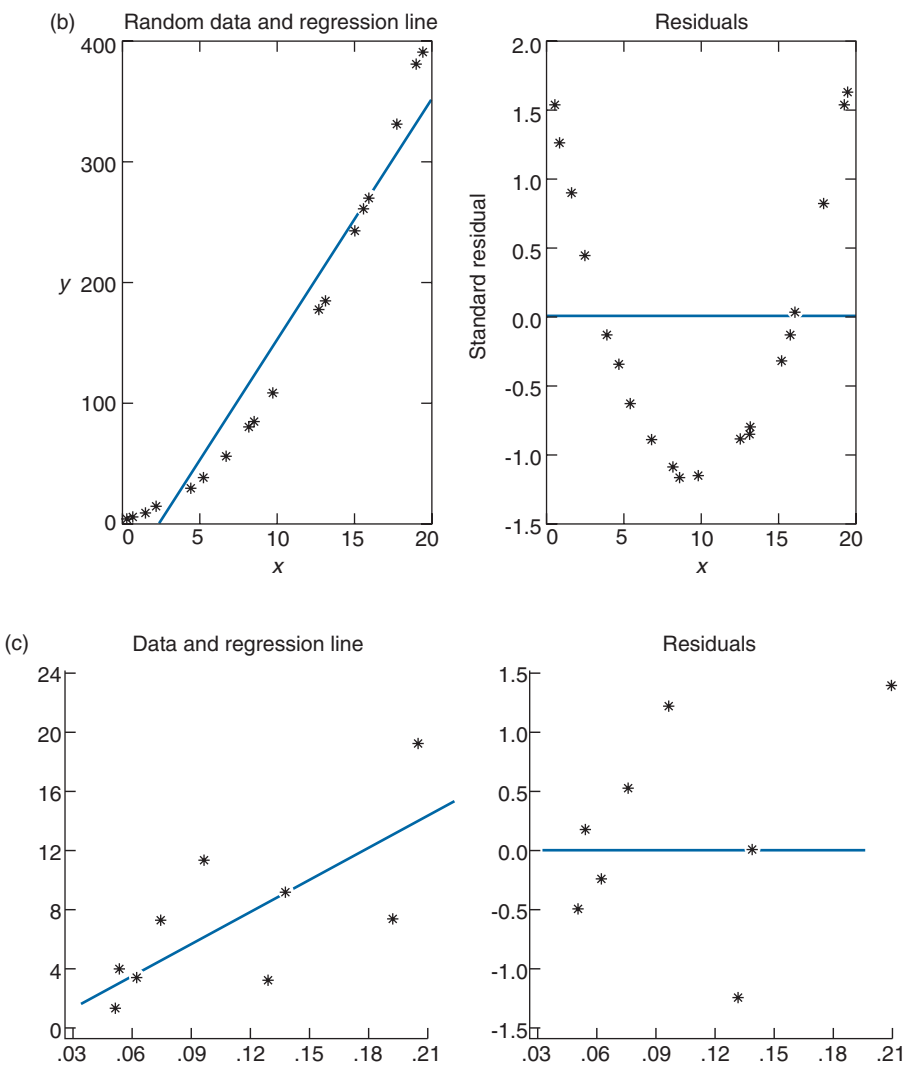 (b)
Random data and regression line
Residuals
400
300
y 200
100
0
0 5 10 15 20
x
2.0
1.5
1.0
0.5
0.0
-0.5
-1.0
-1.5
Standard residual
0 5 10 15 20
x
(c)
Data and regression line
Residuals
24
20
16
12
8
4
0
.03 .06 .09 .12 .15 .18 .21
1.5
1.0
0.5
0.0
-0.5
-1.0
-1.5
.03 .06 .09 .12 .15 .18 .21